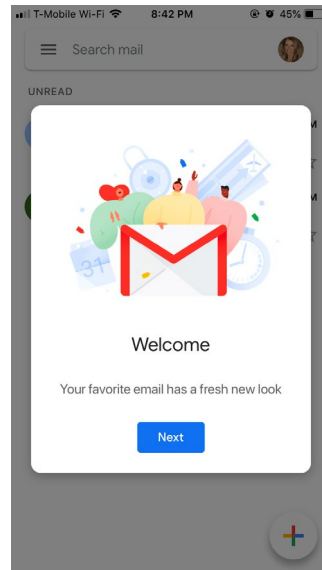 T-Mobile Wi-Fi 8:42 PM 45%
Search mail
UNREAD
M
M
31
Welcome
Your favorite email has a fresh new look
Next